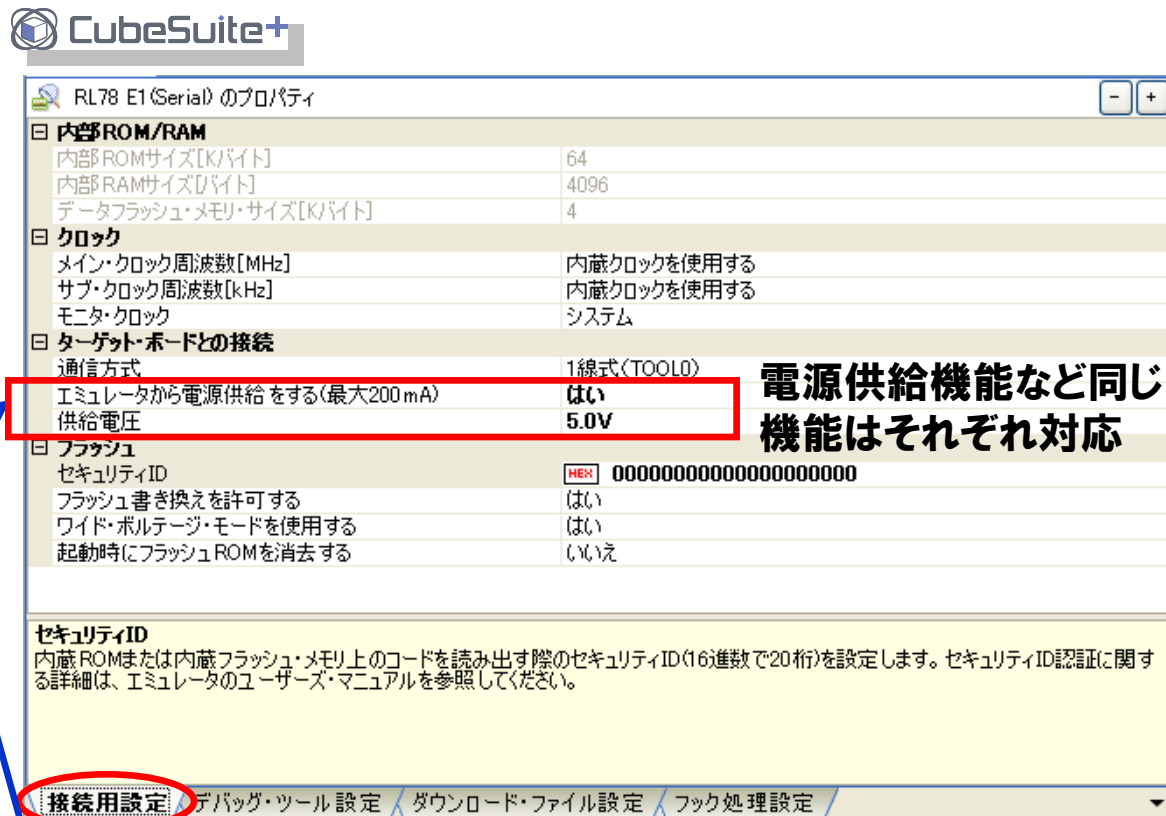 CubeSuite+
RL78 E1(Serial) のプロパティ
- +
内部ROM/RAM
内部ROMサイズ[Kバイト] 64
内部RAMサイズ[バイト] 4096
データフラッシュ・メモリ・サイズ[Kバイト] 4
クロック
メイン・クロック周波数[MHz] 内蔵クロックを使用する
サブ・クロック周波数[kHz] 内蔵クロックを使用する
モニタ・クロック システム
ターゲット・ボードとの接続
通信方式 1線式(TOOL0)
エミュレータから電源供給をする(最大200mA) はい
供給電圧 5.0V
電源供給機能など同じ
機能はそれぞれ対応
フラッシュ
セキュリティID HEX 00000000000000000000
フラッシュ書き換えを許可する はい
ワイド・ボルテージ・モードを使用する はい
起動時にフラッシュROMを消去する いいえ
セキュリティID
内蔵ROMまたは内蔵フラッシュ・メモリ上のコードを読み出す際のセキュリティID(16進数で20桁)を設定します。セキュリティID認証に関す
る詳細は、エミュレータのユーザーズ・マニュアルを参照してください。
接続用設定 デバッグ・ツール設定 ダウンロード・ファイル設定 フック処理設定